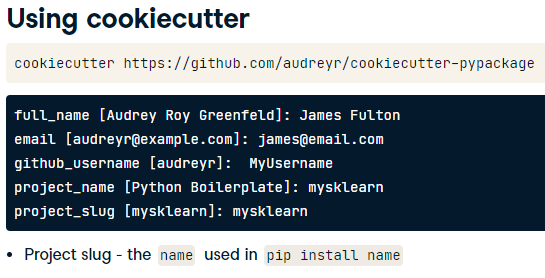 Using cookiecutter
cookiecutter https://github.com/audreyr/cookiecutter-pypackage
full_name [Audrey Roy Greenfeld]: James Fulton
email [audreyr@example.com]: james@email.com
github_username [audreyr]:  MyUsername
project_name [Python Boilerplate]: mysklearn
project_slug [mysklearn]: mysklearn
• Project slug - the name used in pip install name